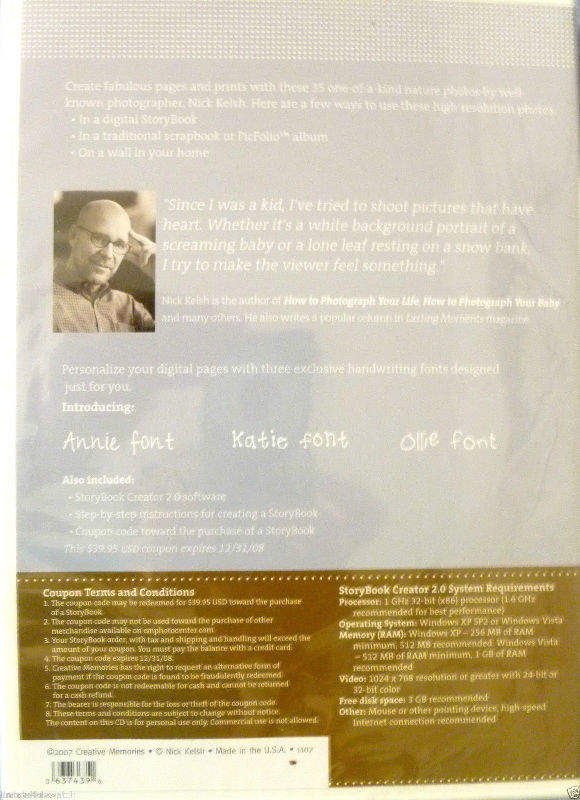 Create fabulous pages and prints with these 35 one-of-a-kind nature photos by well-
known photographer, Nick Kelsh. Here are a few ways to use these high resolution photos:
• In a digital StoryBook
• In a traditional scrapbook or PicFolio™ album
• On a wall in your home
"Since I was a kid, I've tried to shoot pictures that have
heart. Whether it's a white background portrait of a
screaming baby or a lone leaf resting on a snow bank,
I try to make the viewer feel something."
Nick Kelsh is the author of How to Photograph Your Life, How to Photograph Your Baby
and many others. He also writes a popular column in Lasting Moments magazine.
Personalize your digital pages with three exclusive handwriting fonts designed
just for you.
Introducing:
Annie font Katie font Ollie font
Also included:
• StoryBook Creator 2.0 software
• Step-by-step instructions for creating a StoryBook
• Coupon code toward the purchase of a StoryBook
This $39.95 USD coupon expires 12/31/08
Coupon Terms and Conditions
1. The coupon code may be redeemed for $39.95 USD toward the purchase
of a StoryBook.
2. The coupon code may not be used toward the purchase of other
merchandise available on cmphotocenter.com
3. Your StoryBook order, with tax and shipping and handling will exceed the
amount of your coupon. You must pay the balance with a credit card.
4. The coupon code expires 12/31/08.
5. Creative Memories has the right to request an alternative form of
payment if the coupon code is found to be fraudulently redeemed.
6. The coupon code is not redeemable for cash and cannot be returned
for a cash refund.
7. The bearer is responsible for the loss or theft of the coupon code.
8. These terms and conditions are subject to change without notice.
The content on this CD is for personal use only. Commercial use is not allowed.
StoryBook Creator 2.0 System Requirements
Processor: 1 GHz 32-bit (x86) processor (1.6 GHz
recommended for best performance)
Operating System: Windows XP SP2 or Windows Vista
Memory (RAM): Windows XP – 256 MB of RAM
minimum, 512 MB recommended. Windows Vista
– 512 MB of RAM minimum, 1 GB of RAM
recommended
Video: 1024 x 768 resolution or greater with 24-bit or
32-bit color
Free disk space: 3 GB recommended
Other: Mouse or other pointing device, high-speed
Internet connection recommended
©2007 Creative Memories • © Nick Kelsh • Made in the U.S.A. • 1107
0 637439 6